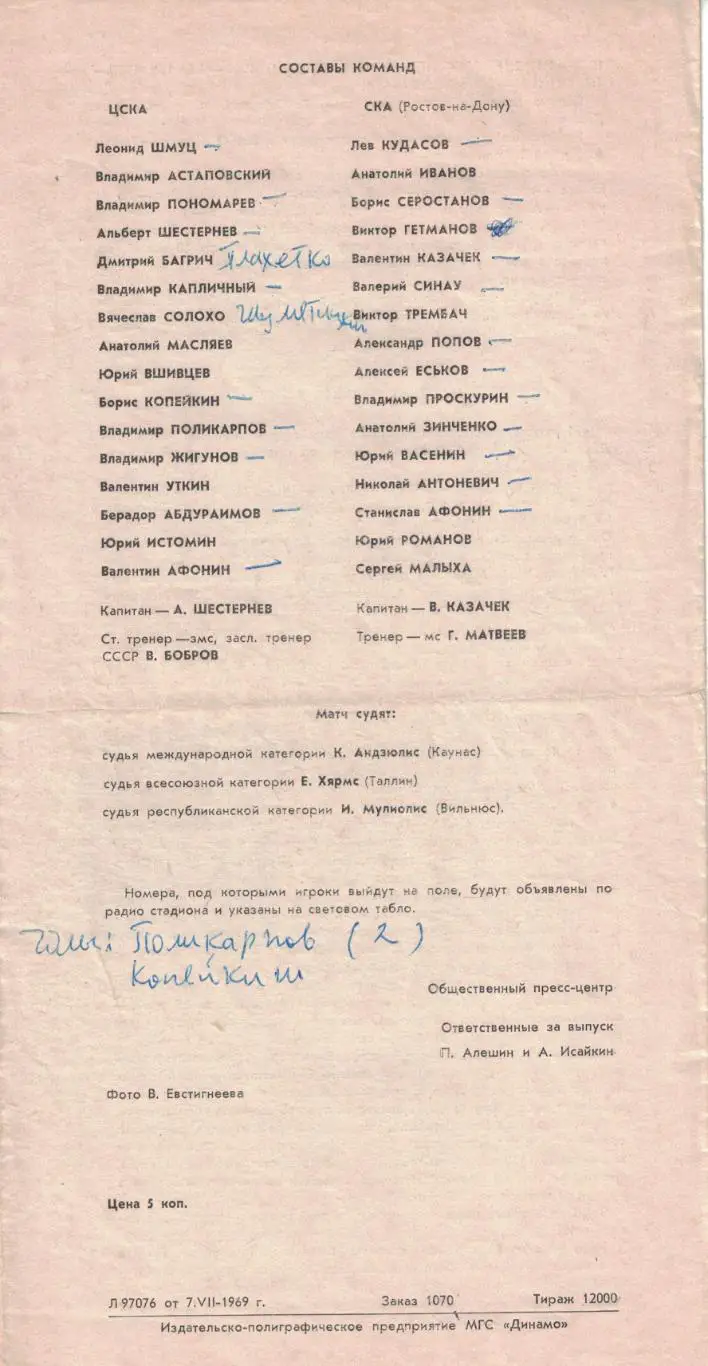 СОСТАВЫ КОМАНД
ЦСКА
Леонид ШМУЦ
Владимир АСТАПОВСКИЙ
Владимир ПОНОМАРЕВ
Альберт ШЕСТЕРНЕВ
Дмитрий БАГРИЧ Плахетко
Владимир КАПЛИЧНЫЙ
Вячеслав СОЛОХО
Анатолий МАСЛЯЕВ
Юрий ВШИВЦЕВ
Борис КОПЕЙКИН
Владимир ПОЛИКАРПОВ
Владимир ЖИГУНОВ
Валентин УТКИН
Берадор АБДУРАИМОВ
Юрий ИСТОМИН
Валентин АФОНИН
Капитан — А. ШЕСТЕРНЕВ
Ст. тренер — змс, засл. тренер
СССР В. БОБРОВ
СКА (Ростов-на-Дону)
Лев КУДАСОВ
Анатолий ИВАНОВ
Борис СЕРОСТАНОВ
Виктор ГЕТМАНОВ
Валентин КАЗАЧЕК
Валерий СИНАУ
Виктор ТРЕМБАЧ
Александр ПОПОВ
Алексей ЕСЬКОВ
Владимир ПРОСКУРИН
Анатолий ЗИНЧЕНКО
Юрий ВАСЕНИН
Николай АНТОНЕВИЧ
Станислав АФОНИН
Юрий РОМАНОВ
Сергей МАЛЫХА
Капитан — В. КАЗАЧЕК
Тренер — мс Г. МАТВЕЕВ
Матч судят:
судья международной категории К. Андзюлис (Каунас)
судья всесоюзной категории Е. Хярмс (Таллин)
судья республиканской категории И. Мулиолис (Вильнюс).
Номера, под которыми игроки выйдут на поле, будут объявлены по
радио стадиона и указаны на световом табло.
Голы: Поликарпов (2)
Копейкин
Общественный пресс-центр
Ответственные за выпуск
П. Алешин и А. Исайкин
Фото В. Евстигнеева
Цена 5 коп.
Л-97076 от 7.VII-1969 г. Заказ 1070 Тираж 12000
Издательско-полиграфическое предприятие МГС «Динамо»